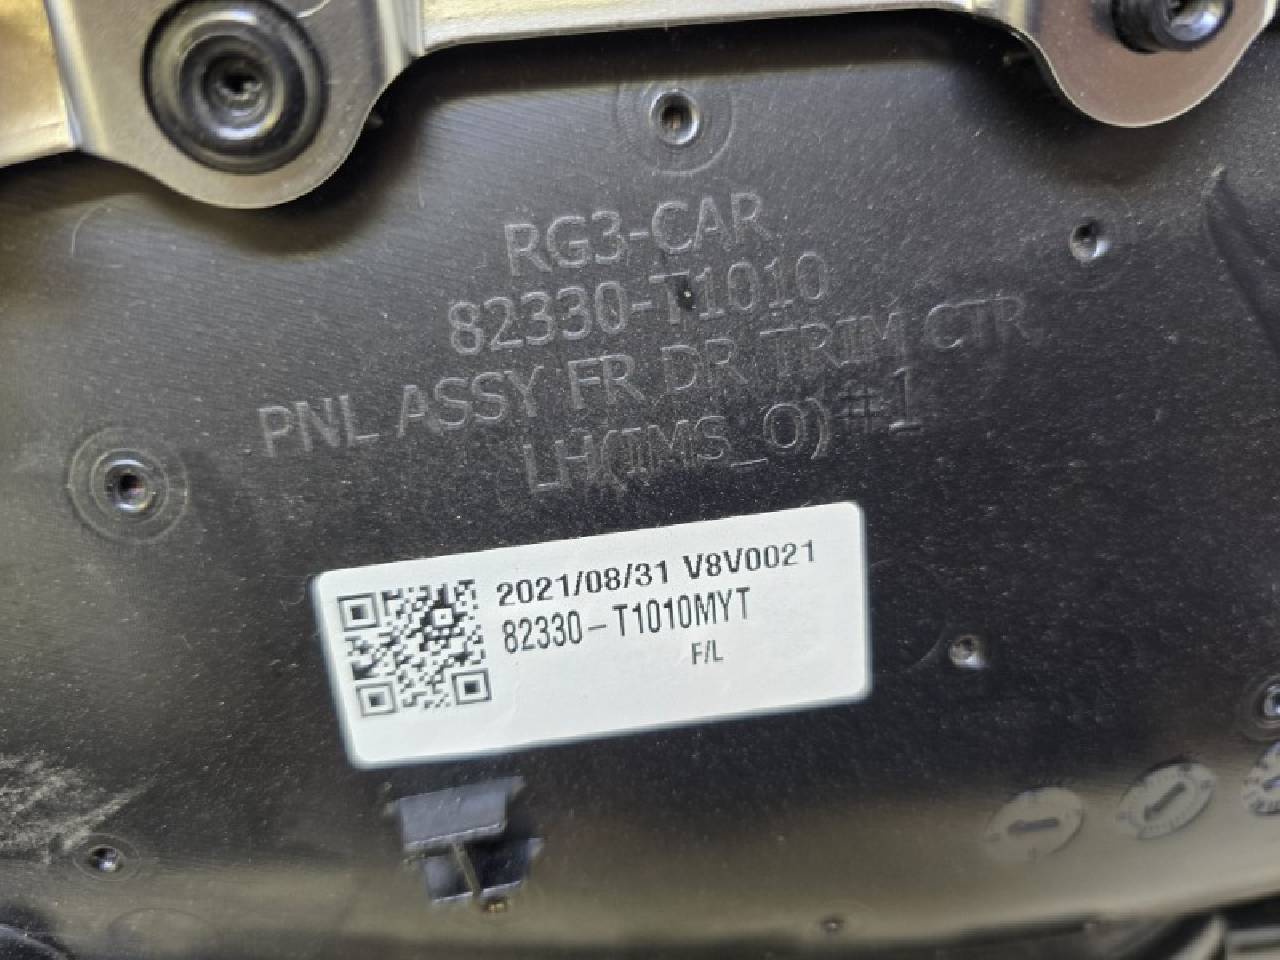 RG3-CAR
82330-T1010
PNL ASSY FR DR TRIM CTR
LH(IMS_O)#1
2021/08/31 V8V0021
82330-T1010MYT
F/L